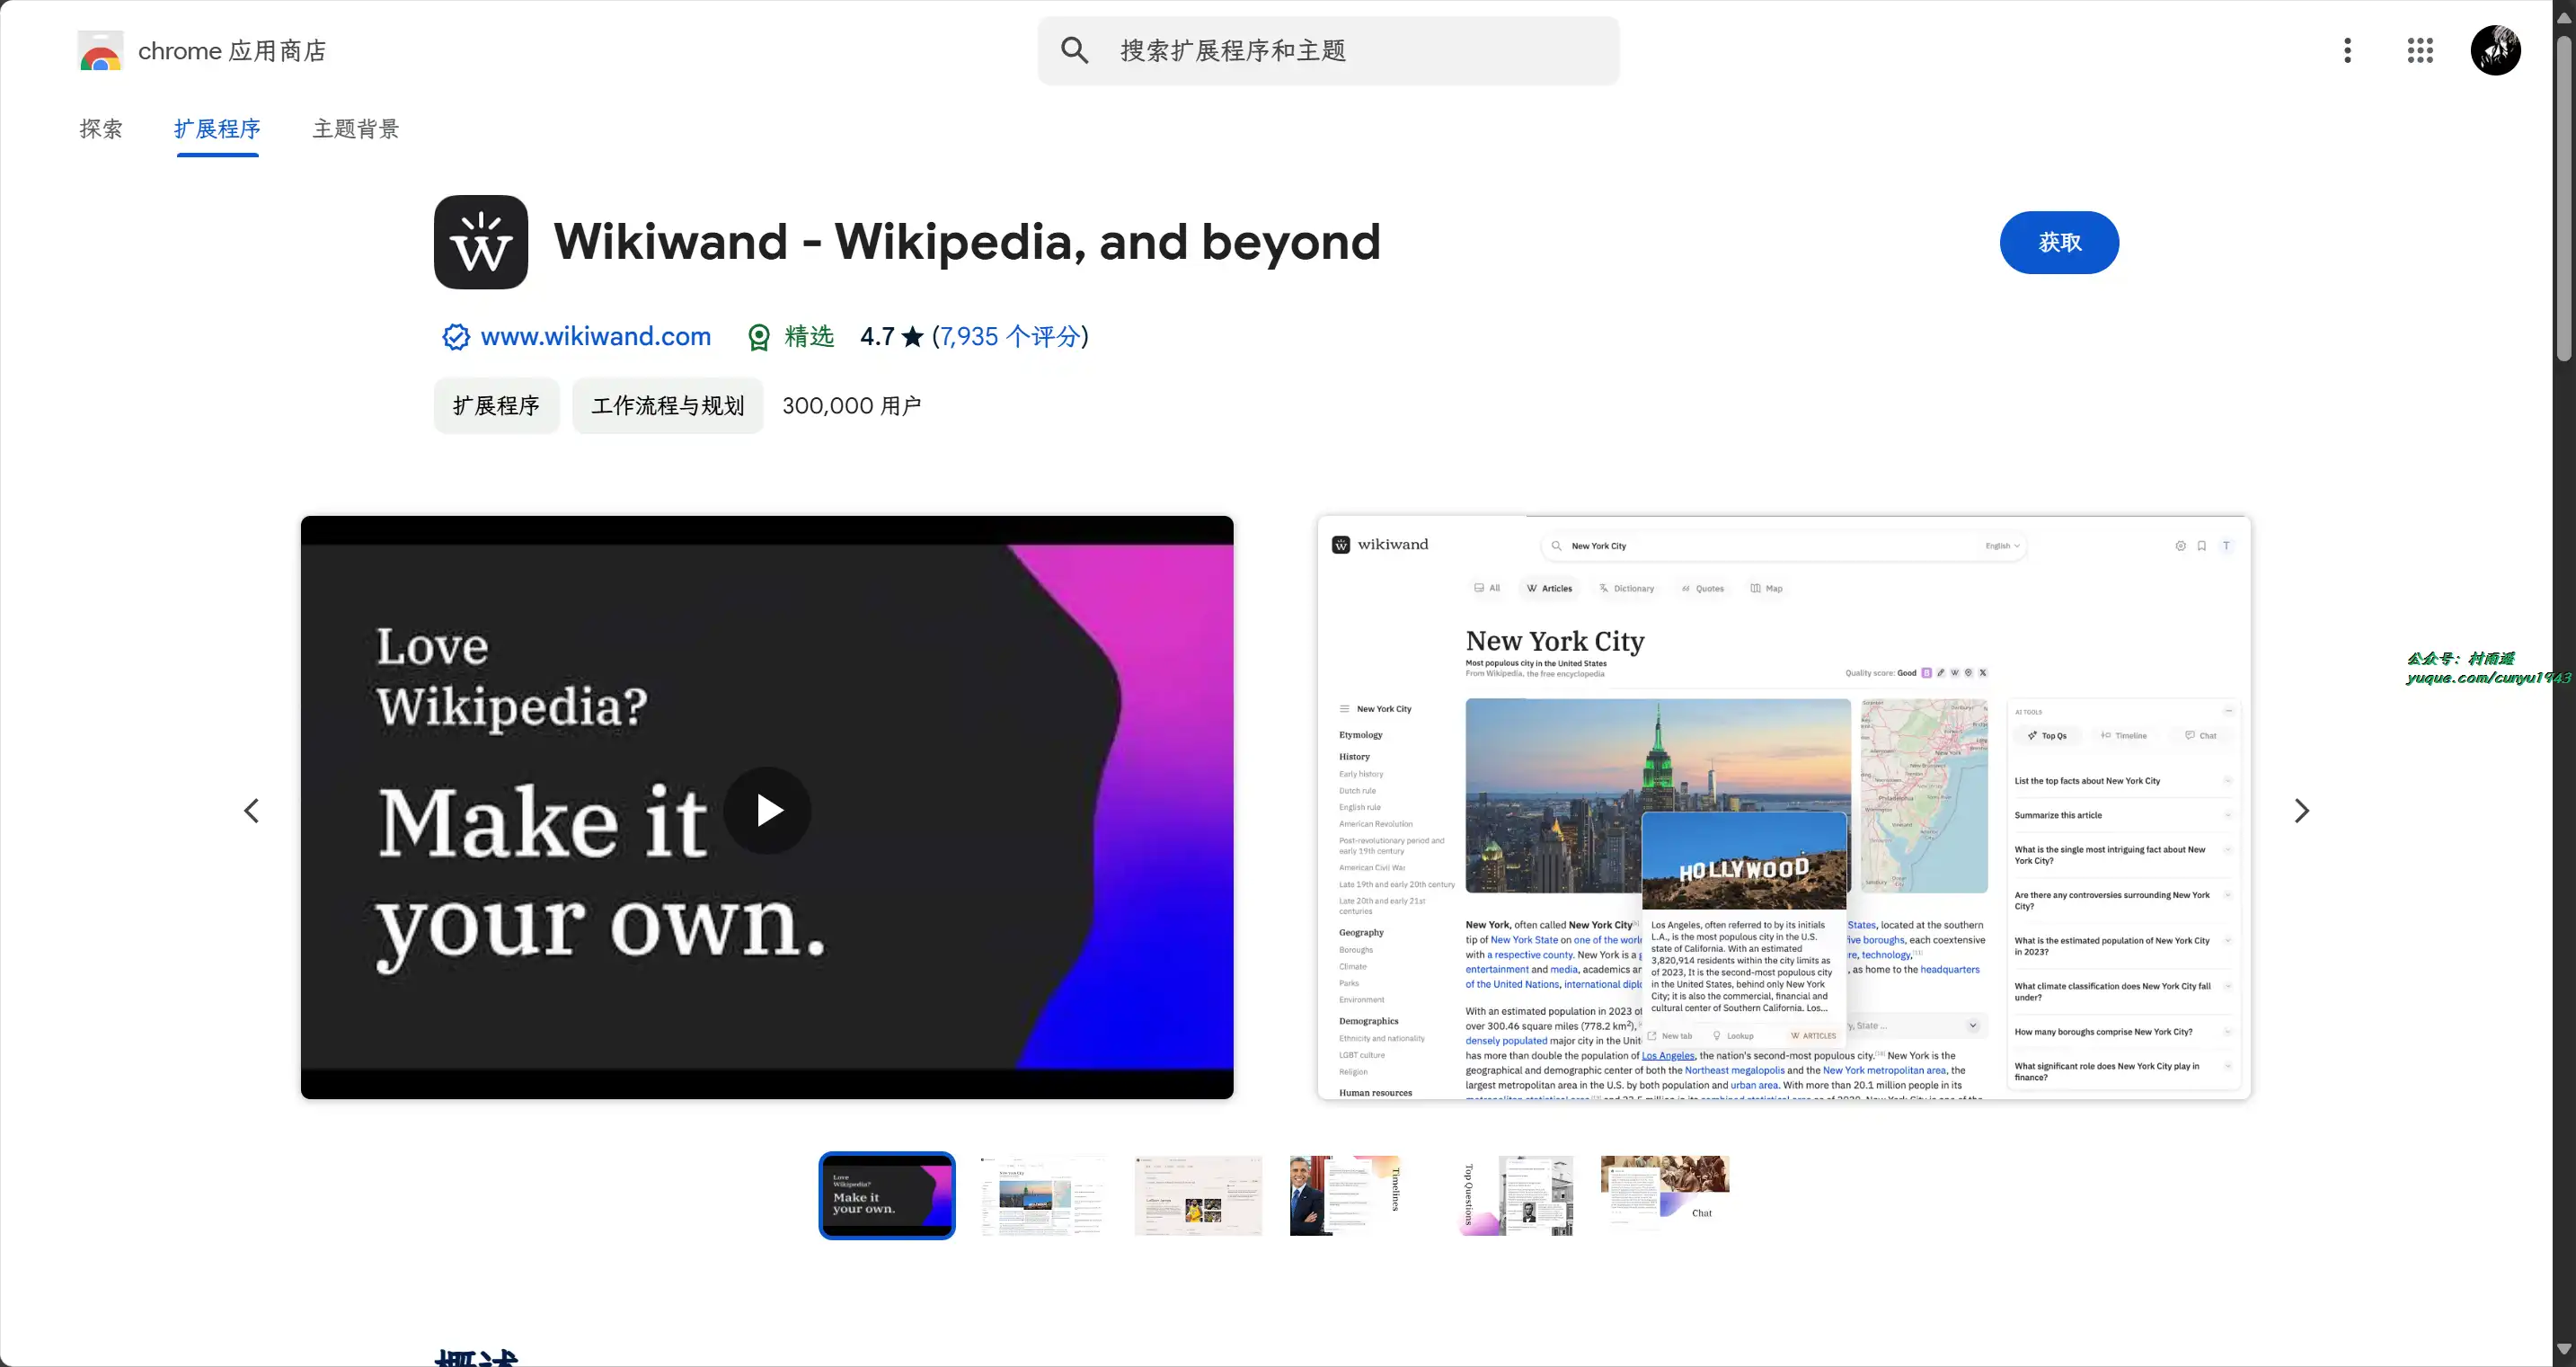 chrome 应用商店
搜索扩展程序和主题
探索
扩展程序
主题背景
Wikiwand - Wikipedia, and beyond
获取
www.wikiwand.com
精选
4.7 ★ (7,935 个评分)
扩展程序
工作流程与规划
300,000 用户
Love
Wikipedia?
Make it
your own.
wikiwand
New York City
English
T
All
Articles
Dictionary
Quotes
Map
New York City
Most populous city in the United States
From Wikipedia, the free encyclopedia
Quality score: Good
New York City
Etymology
History
Early history
Dutch rule
English rule
American Revolution
Post-revolutionary period and
early 19th century
American Civil War
Late 19th and early 20th century
Late 20th and early 21st
centuries
Geography
Boroughs
Climate
Parks
Environment
Demographics
Ethnicity and nationality
LGBT culture
Religion
Human resources
Philadelphia
HOLLYWOOD
Los Angeles, often referred to by its initials
L.A., is the most populous city in the U.S.
state of California. With an estimated
3,820,914 residents within the city limits as
of 2023, It is the second-most populous city
in the United States, behind only New York
City; it is also the commercial, financial and
cultural center of Southern California. Los...
New tab
Lookup
W ARTICLES
New York, often called New York City
States, located at the southern
tip of New York State on one of the
five boroughs, each coextensive
with a respective county. New York is a
technology,
entertainment and media, academics
, as home to the headquarters
of the United Nations, international
With an estimated population in 2023 of
over 300.46 square miles (778.2 km²),
y, State ...
densely populated major city in the
has more than double the population of Los Angeles, the nation's second-most populous city. New York is the
geographical and demographic center of both the Northeast megalopolis and the New York metropolitan area, the
largest metropolitan area in the U.S. by both population and urban area. With more than 20.1 million people in its
AI TOOLS
Top Qs
Timeline
Chat
List the top facts about New York City
Summarize this article
What is the single most intriguing fact about New
York City?
Are there any controversies surrounding New York
City?
What is the estimated population of New York City
in 2023?
What climate classification does New York City fall
under?
How many boroughs comprise New York City?
What significant role does New York City play in
finance?
公众号：村雨遥
yuque.com/cunyu1943
Love
Wikipedia?
Make it
your own.
Timelines
Top Questions
Chat
概述